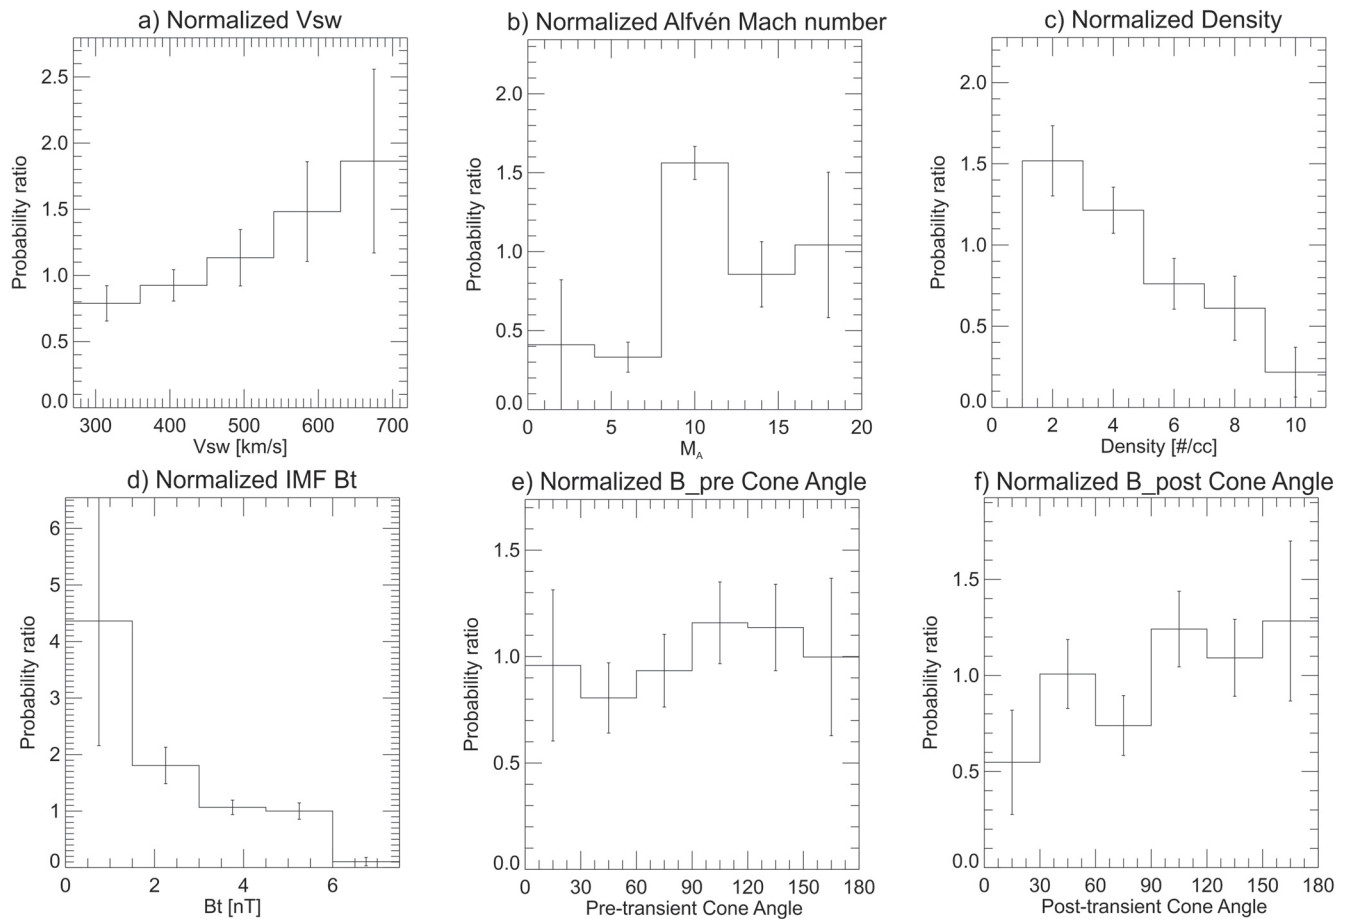 a) Normalized Vsw
Probability ratio
2.5
2.0
1.5
1.0
0.5
0.0
300 400 500 600 700
Vsw [km/s]
b) Normalized Alfvén Mach number
Probability ratio
2.0
1.5
1.0
0.5
0.0
0 5 10 15 20
M_A
c) Normalized Density
Probability ratio
2.0
1.5
1.0
0.5
0.0
0 2 4 6 8 10
Density [#/cc]
d) Normalized IMF Bt
Probability ratio
6
5
4
3
2
1
0
0 2 4 6
Bt [nT]
e) Normalized B_pre Cone Angle
Probability ratio
1.5
1.0
0.5
0.0
0 30 60 90 120 150 180
Pre-transient Cone Angle
f) Normalized B_post Cone Angle
Probability ratio
1.5
1.0
0.5
0.0
0 30 60 90 120 150 180
Post-transient Cone Angle